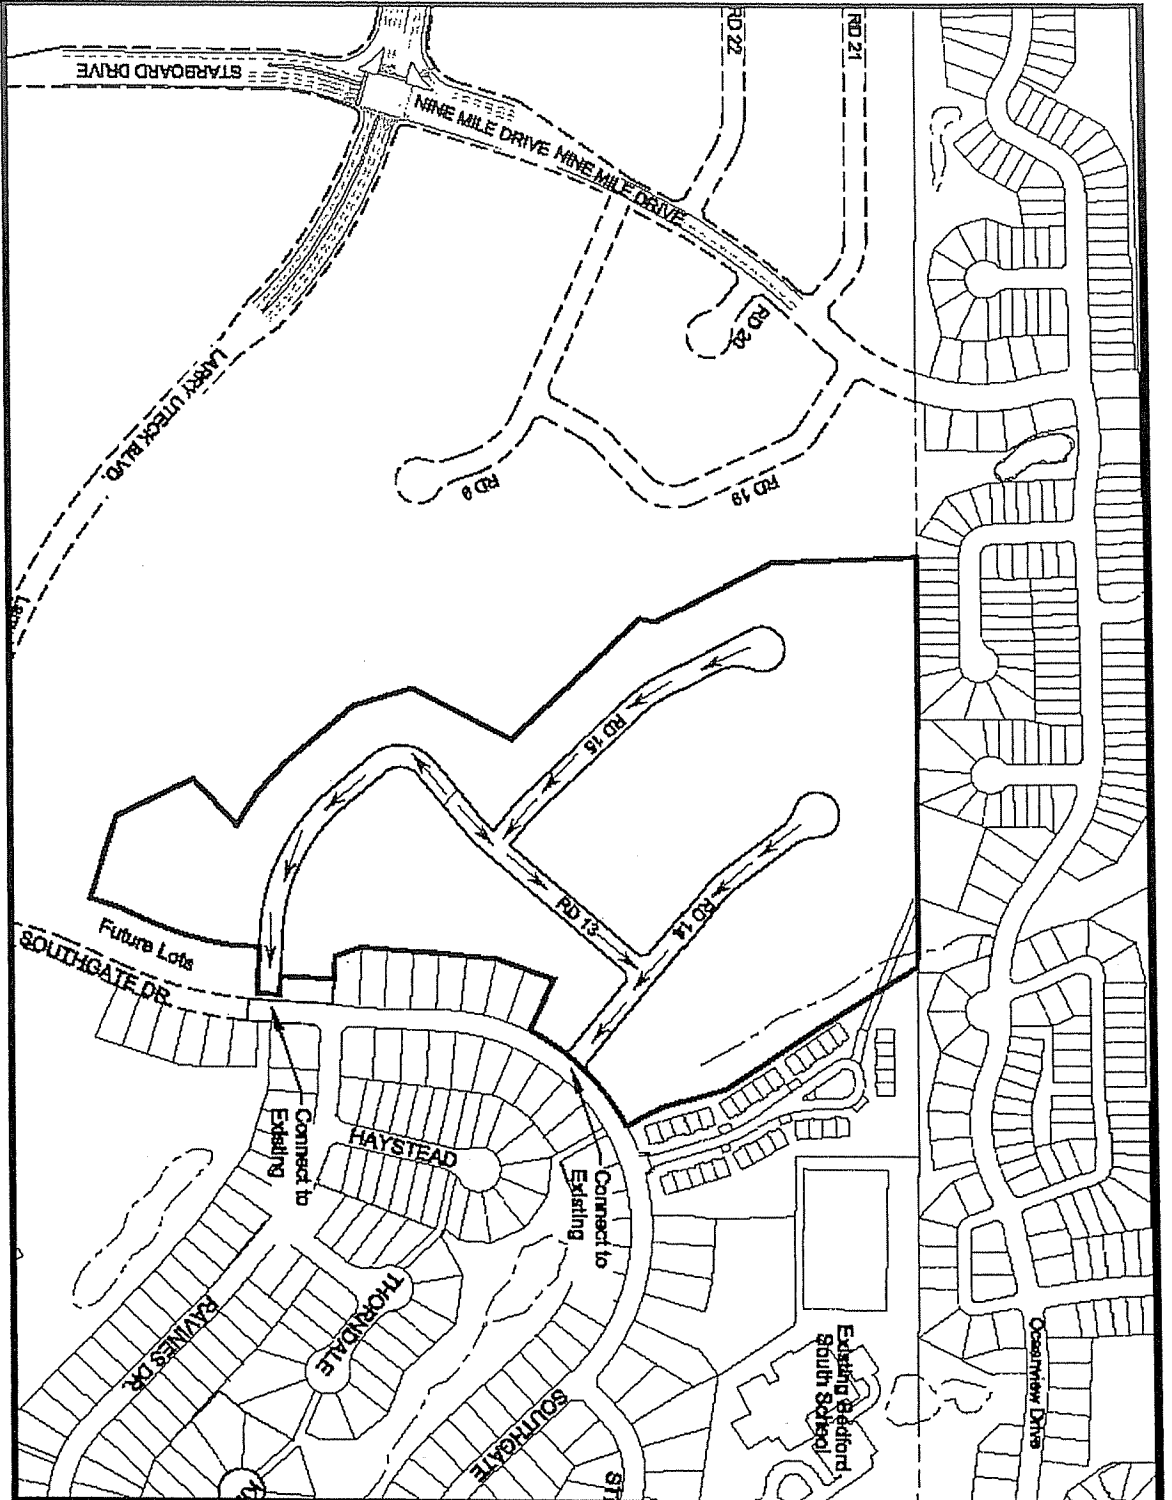 STARBOARD DRIVE
NINE MILE DRIVE
NINE MILE DRIVE
RD 22
RD 21
RD 20
LARRY UTECK BLVD.
RD 9
RD 19
RD 15
RD 13
RD 14
Future Lots
SOUTHGATE DR.
Connect to
Existing
Connect to
Existing
HAYSTEAD
THORNDALE
RAVINES DR.
SOUTHGATE
Existing Bedford
South School
Oceanview Drive